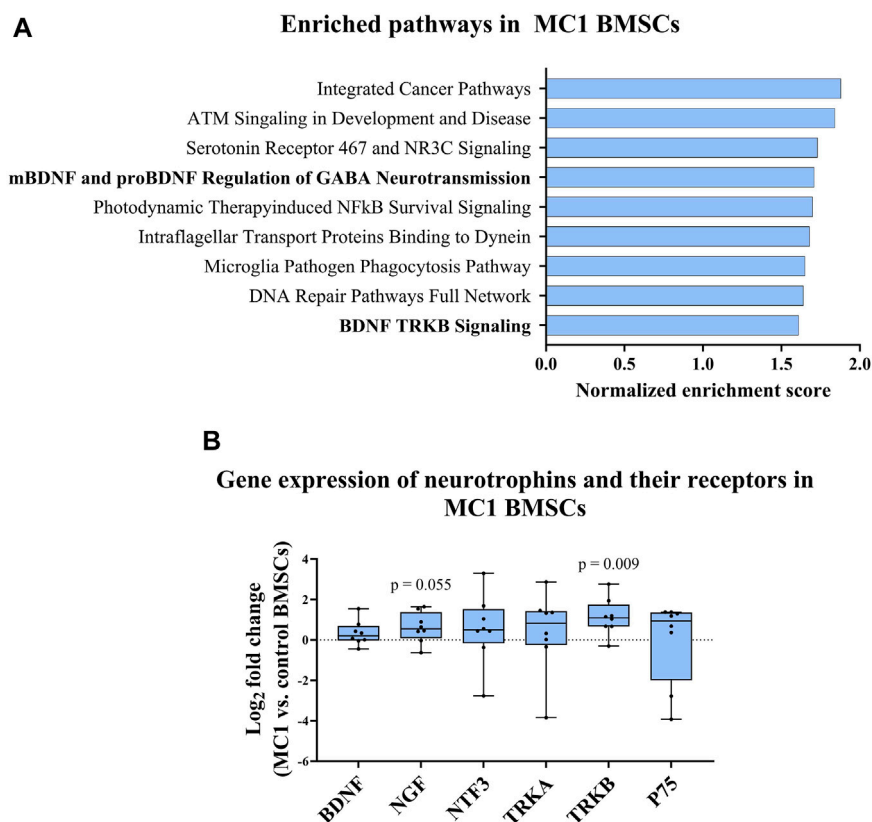 A
Enriched pathways in MC1 BMSCs
Integrated Cancer Pathways
ATM Singaling in Development and Disease
Serotonin Receptor 467 and NR3C Signaling
mBDNF and proBDNF Regulation of GABA Neurotransmission
Photodynamic Therapyinduced NFkB Survival Signaling
Intraflagellar Transport Proteins Binding to Dynein
Microglia Pathogen Phagocytosis Pathway
DNA Repair Pathways Full Network
BDNF TRKB Signaling
0.0 0.5 1.0 1.5 2.0
Normalized enrichment score
B
Gene expression of neurotrophins and their receptors in
MC1 BMSCs
Log2 fold change
(MC1 vs. control BMSCs)
4
2
0
-2
-4
-6
p = 0.055
p = 0.009
BDNF NGF NTF3 TRKA TRKB P75